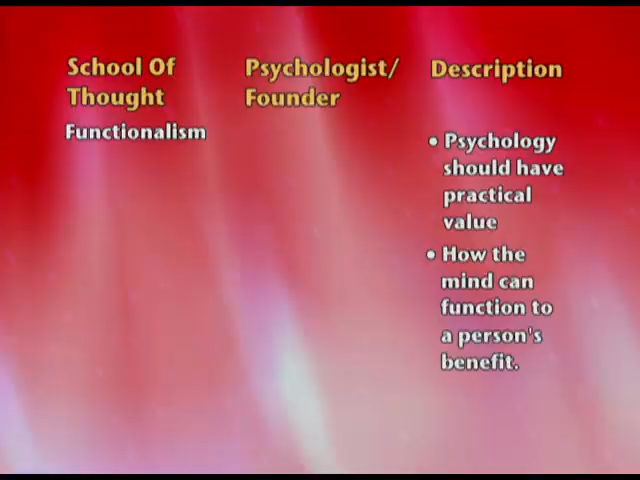 School Of
Thought
Psychologist/
Founder
Description
Functionalism
• Psychology
should have
practical
value
• How the
mind can
function to
a person's
benefit.